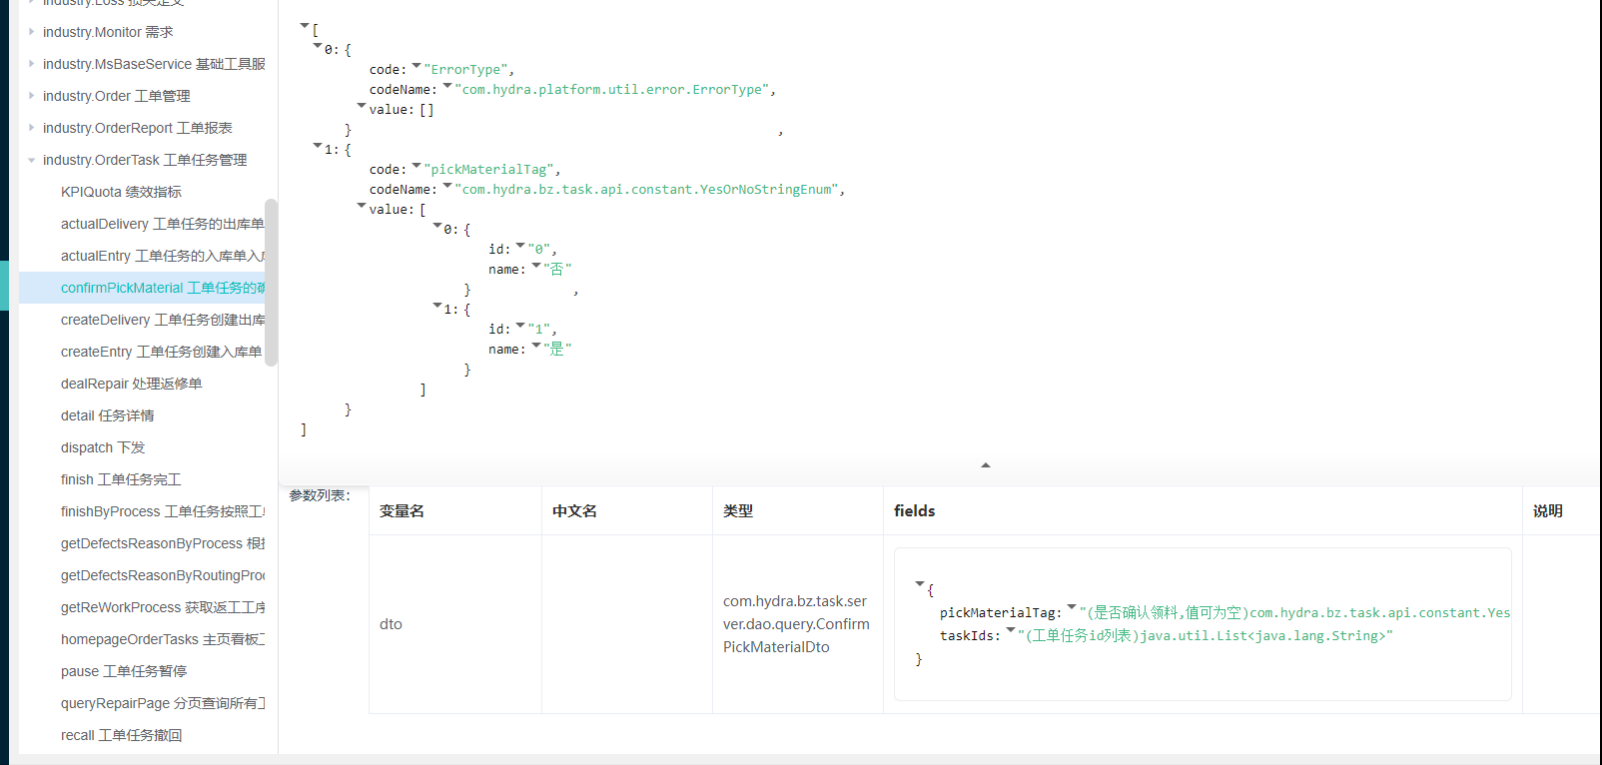 industry.Loss 损失定义
industry.Monitor 需求
industry.MsBaseService 基础工具服
industry.Order 工单管理
industry.OrderReport 工单报表
industry.OrderTask 工单任务管理
KPIQuota 绩效指标
actualDelivery 工单任务的出库单
actualEntry 工单任务的入库单入
confirmPickMaterial 工单任务的确
createDelivery 工单任务创建出库
createEntry 工单任务创建入库单
dealRepair 处理返修单
detail 任务详情
dispatch 下发
finish 工单任务完工
finishByProcess 工单任务按照工
getDefectsReasonByProcess 根
getDefectsReasonByRoutingPro
getReWorkProcess 获取返工工序
homepageOrderTasks 主页看板
pause 工单任务暂停
queryRepairPage 分页查询所有
recall 工单任务撤回
[
0: {
code: "ErrorType",
codeName: "com.hydra.platform.util.error.ErrorType",
value: []
} ,
1: {
code: "pickMaterialTag",
codeName: "com.hydra.bz.task.api.constant.YesOrNoStringEnum",
value: [
0: {
id: "0",
name: "否"
} ,
1: {
id: "1",
name: "是"
}
]
}
]
参数列表:
变量名 中文名 类型 fields 说明
dto
com.hydra.bz.task.ser
ver.dao.query.Confirm
PickMaterialDto
{
pickMaterialTag: "(是否确认领料,值可为空)com.hydra.bz.task.api.constant.Yes
taskIds: "(工单任务id列表)java.util.List<java.lang.String>"
}